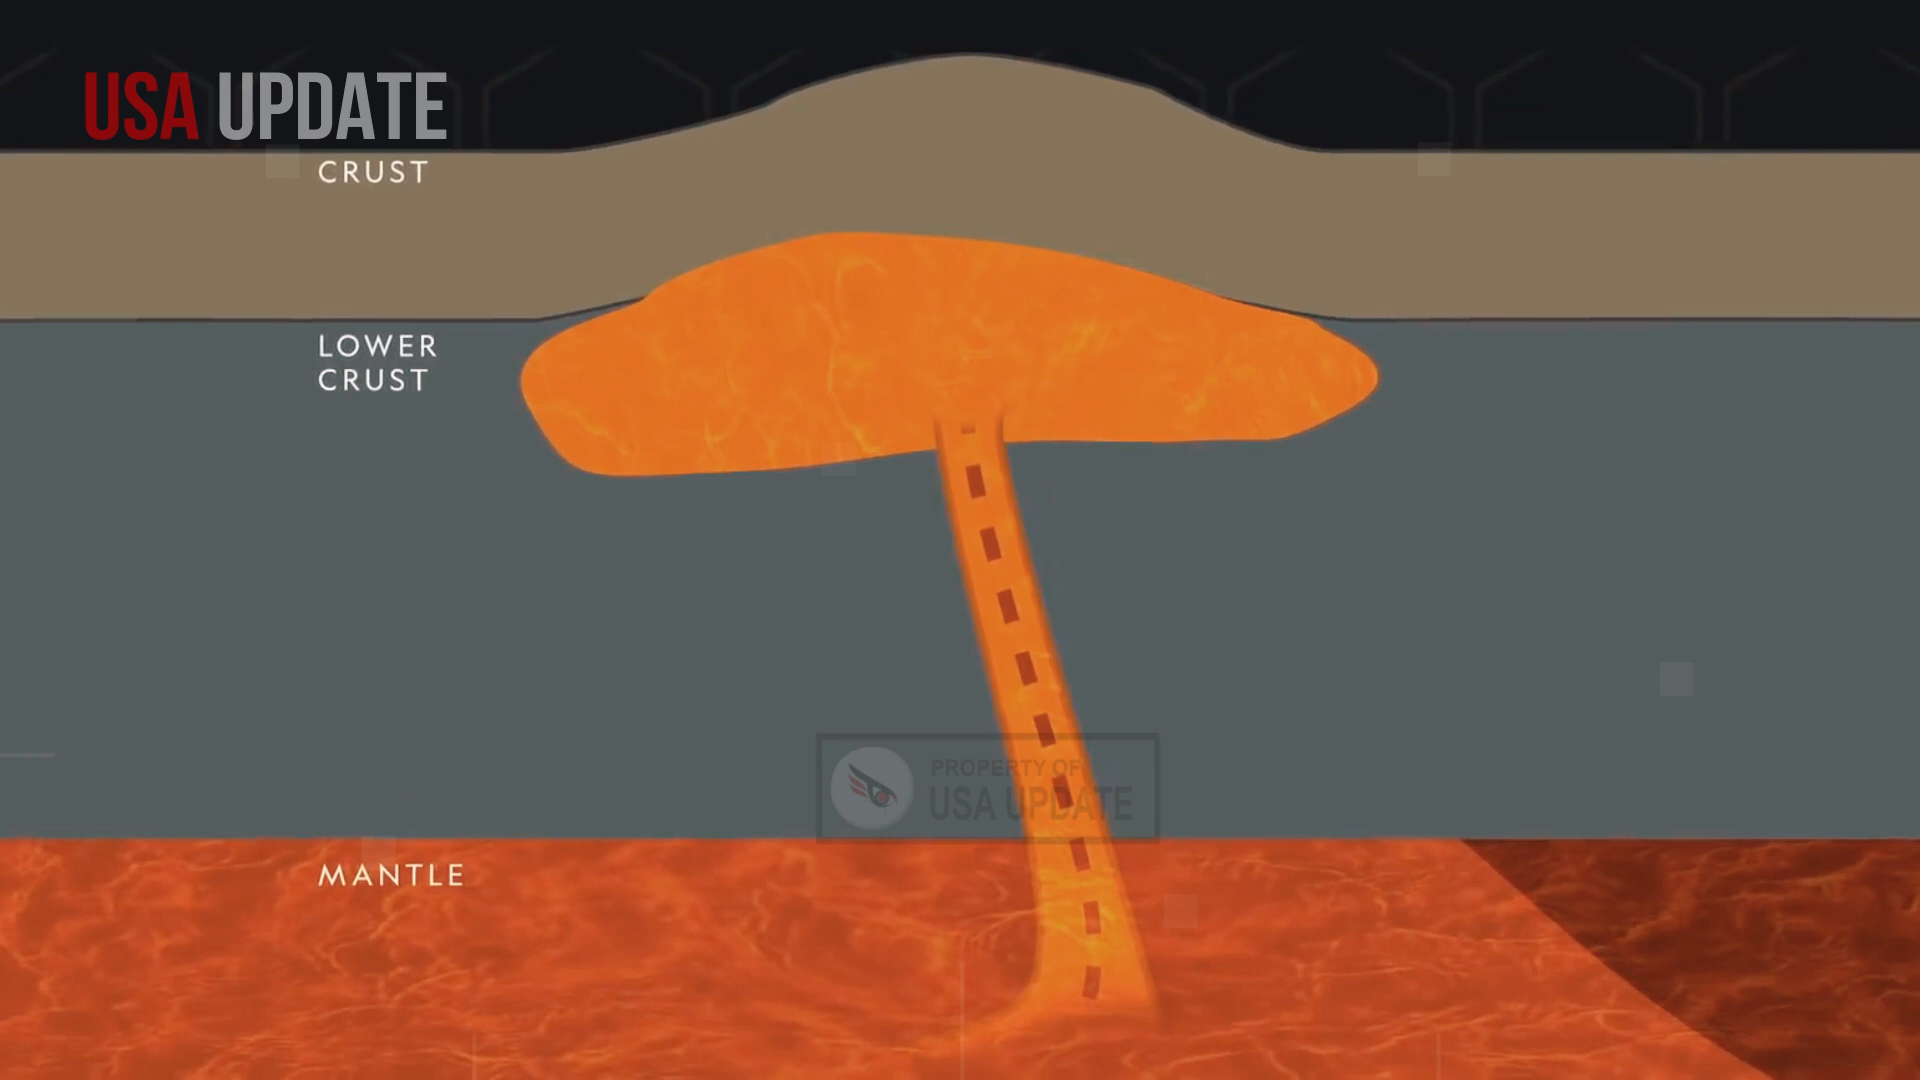 USA UPDATE
CRUST
LOWER
CRUST
PROPERTY OF
USA UPDATE
MANTLE